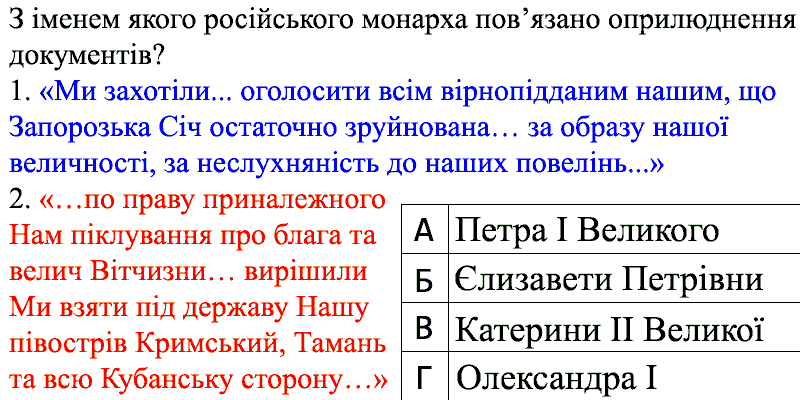 З іменем якого російського монарха пов’язано оприлюднення
документів?
1. «Ми захотіли... оголосити всім вірнопідданим нашим, що
Запорозька Січ остаточно зруйнована… за образу нашої
величності, за неслухняність до наших повелінь...»
2. «…по праву приналежного
Нам піклування про блага та
велич Вітчизни… вирішили
Ми взяти під державу Нашу
півострів Кримський, Тамань
та всю Кубанську сторону…»
А Петра І Великого
Б Єлизавети Петрівни
В Катерини ІІ Великої
Г Олександра І